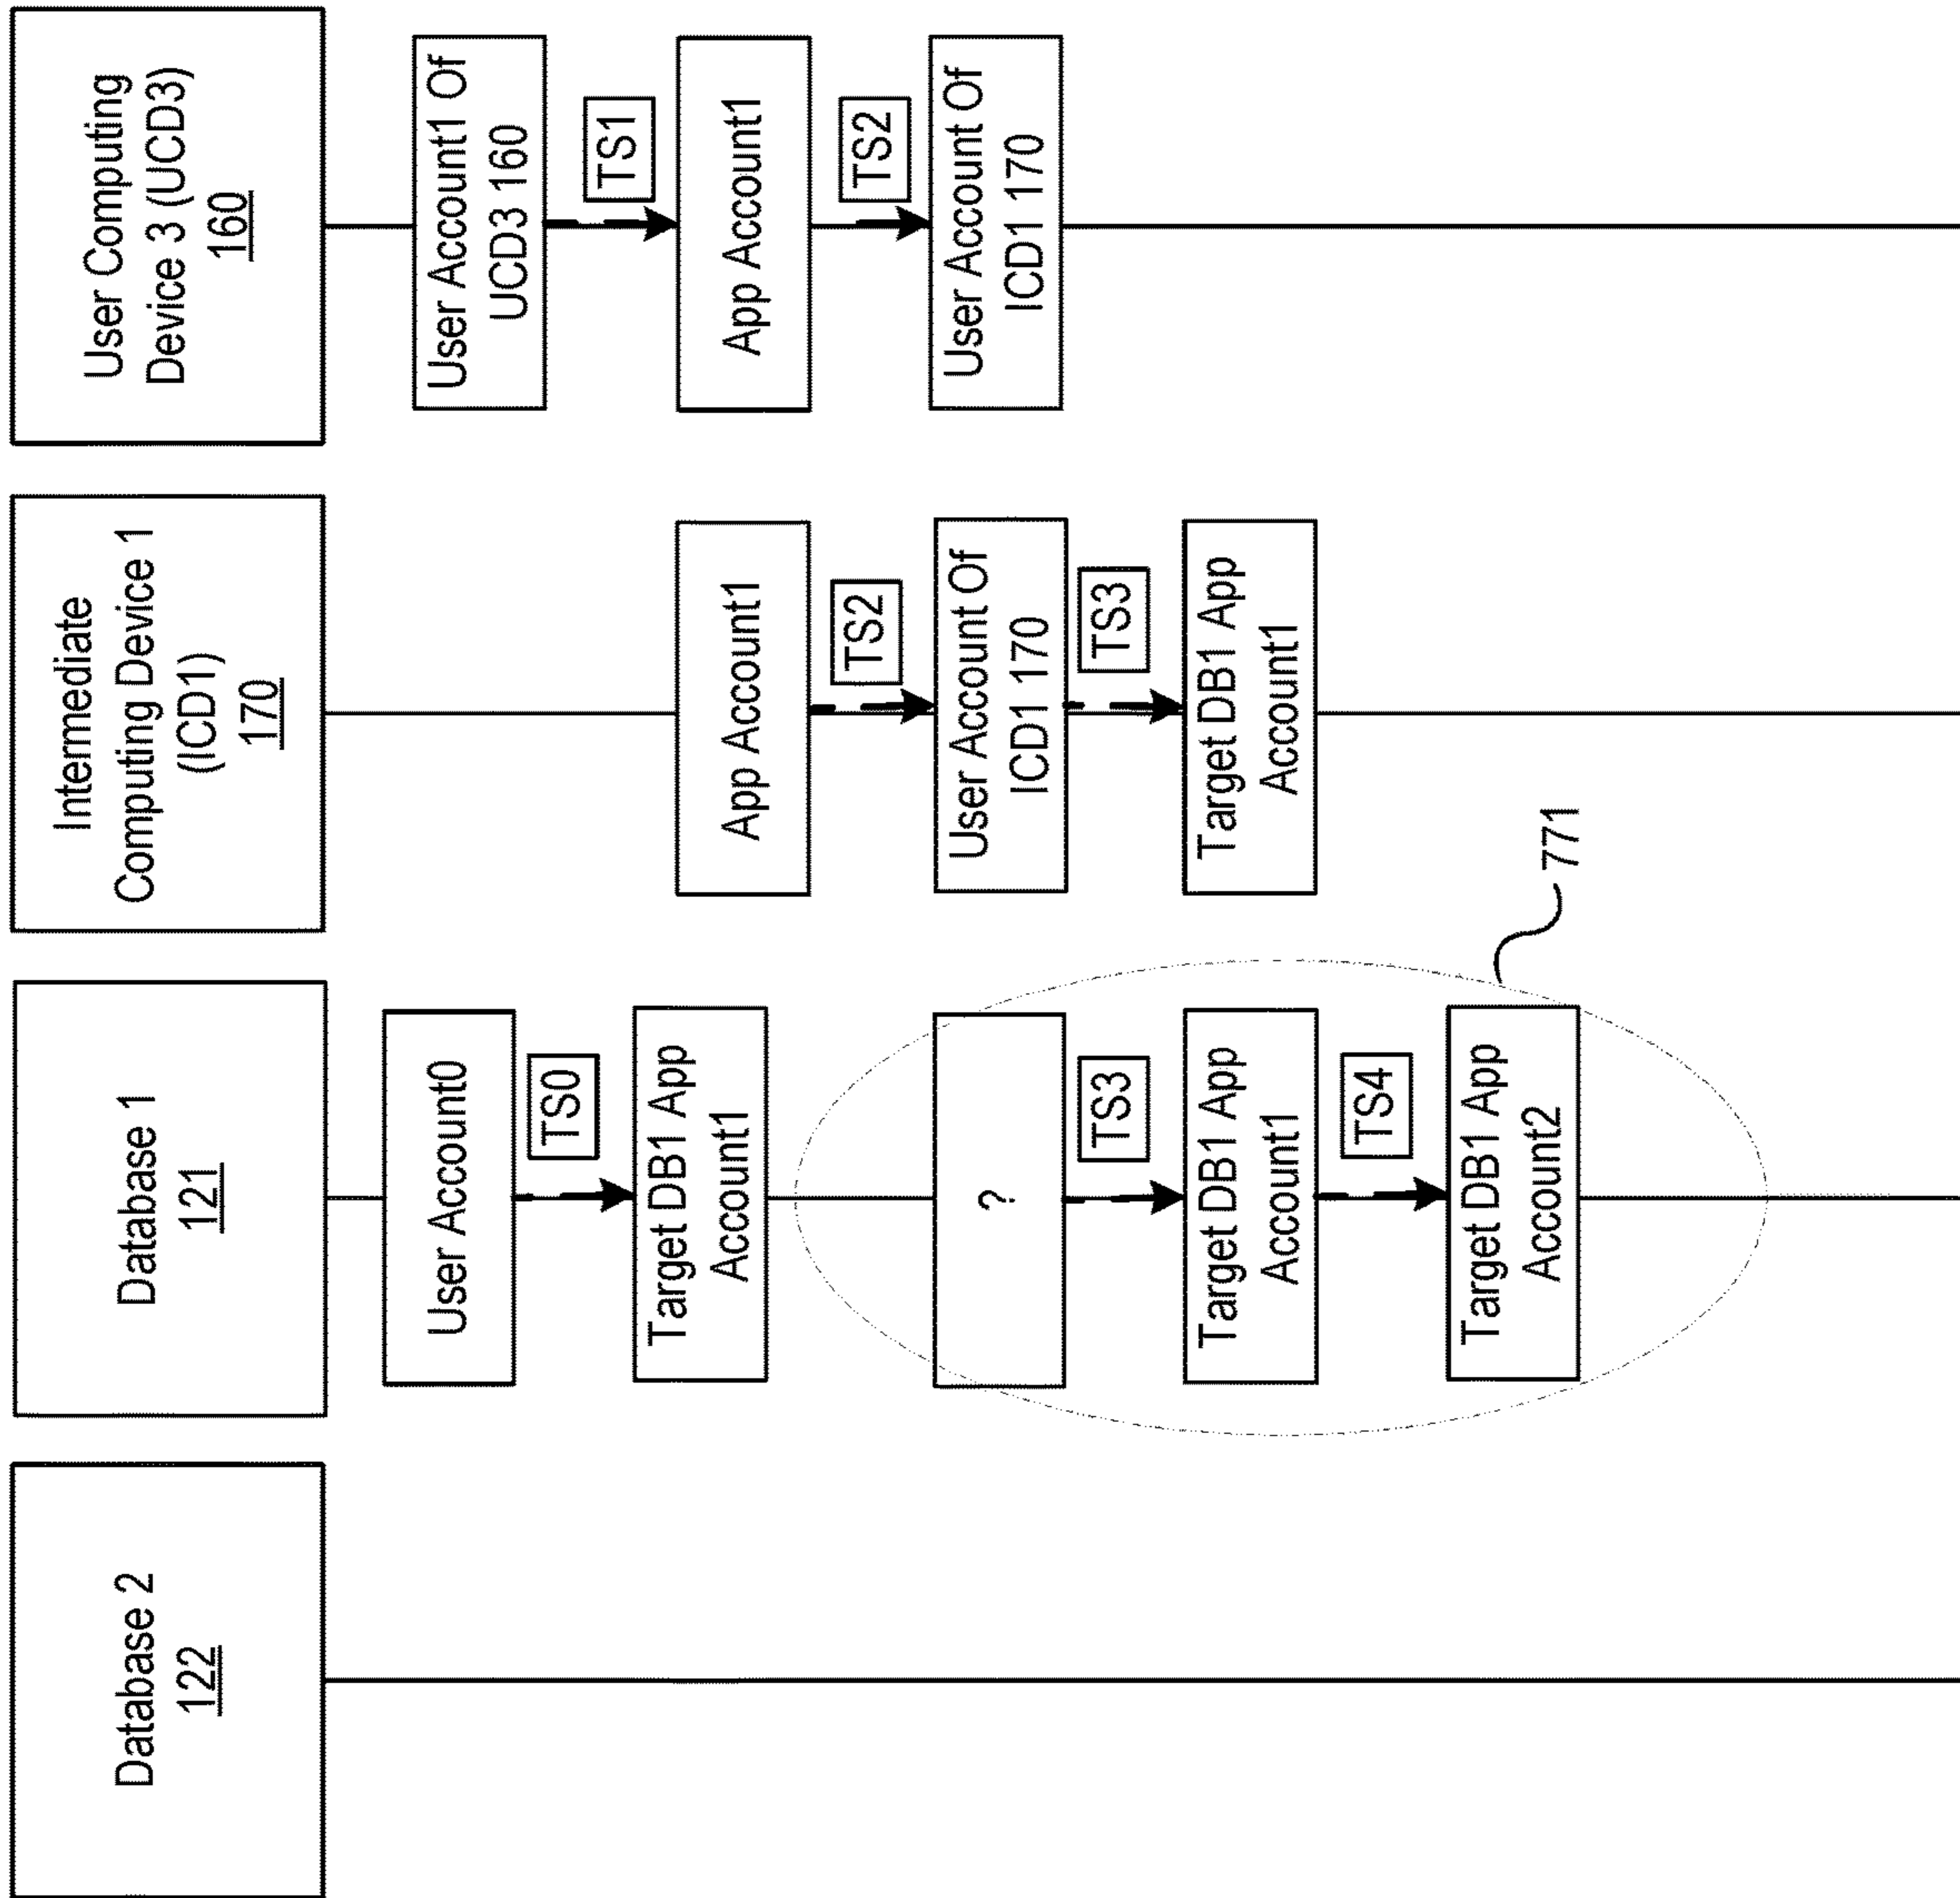 Database 2
122
Database 1
121
User Account0
TS0
Target DB1 App
Account1
?
TS3
Target DB1 App
Account1
TS4
Target DB1 App
Account2
771
Intermediate
Computing Device 1
(ICD1)
170
App Account1
TS2
User Account Of
ICD1 170
TS3
Target DB1 App
Account1
User Computing
Device 3 (UCD3)
160
User Account1 Of
UCD3 160
TS1
App Account1
TS2
User Account Of
ICD1 170